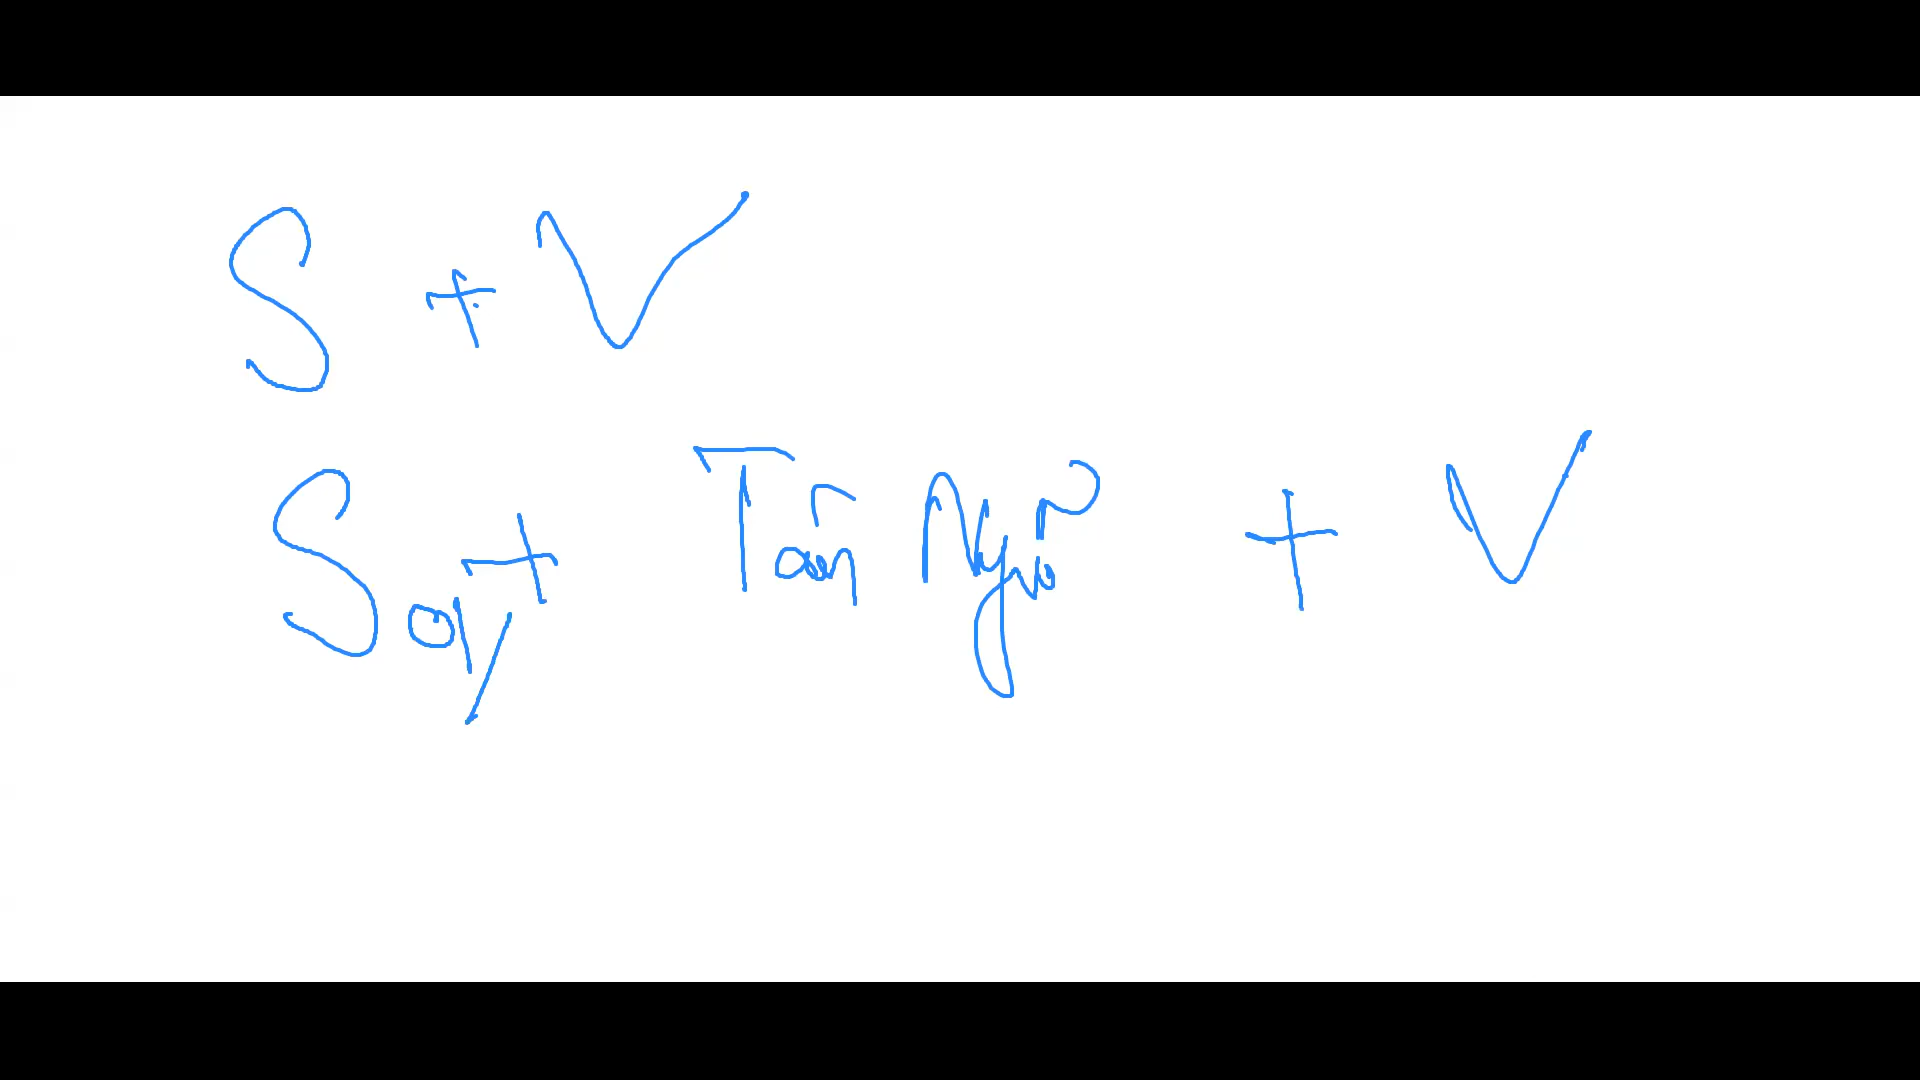 S + V
S + Tân Ngữ + V